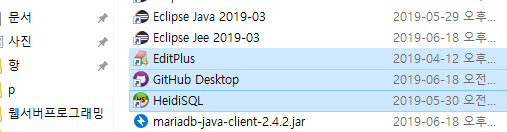 문서
사진
항
p
웹서버프로그래밍
Eclipse Java 2019-03 2019-05-29 오후
Eclipse Jee 2019-03 2019-06-18 오후
EditPlus 2019-04-12 오후
GitHub Desktop 2019-06-18 오전
HeidiSQL 2019-05-30 오전
mariadb-java-client-2.4.2.jar 2019-06-18 오후